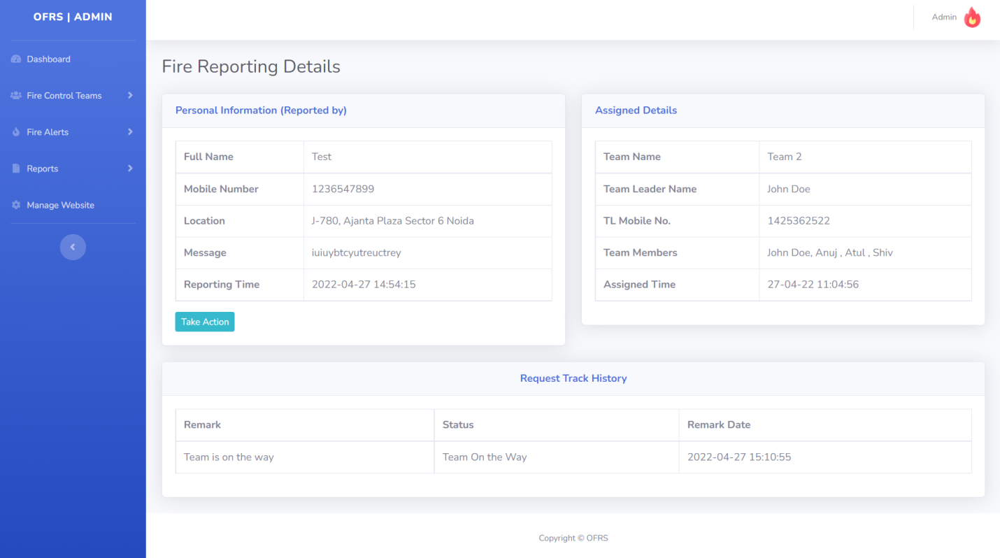 OFRS | ADMIN
Admin
Dashboard
Fire Control Teams
Fire Alerts
Reports
Manage Website
Fire Reporting Details
Personal Information (Reported by)
Full Name Test
Mobile Number 1236547899
Location J-780, Ajanta Plaza Sector 6 Noida
Message iuiuybtcyutreuctrey
Reporting Time 2022-04-27 14:54:15
Take Action
Assigned Details
Team Name Team 2
Team Leader Name John Doe
TL Mobile No. 1425362522
Team Members John Doe, Anuj , Atul , Shiv
Assigned Time 27-04-22 11:04:56
Request Track History
Remark Status Remark Date
Team is on the way Team On the Way 2022-04-27 15:10:55
Copyright © OFRS